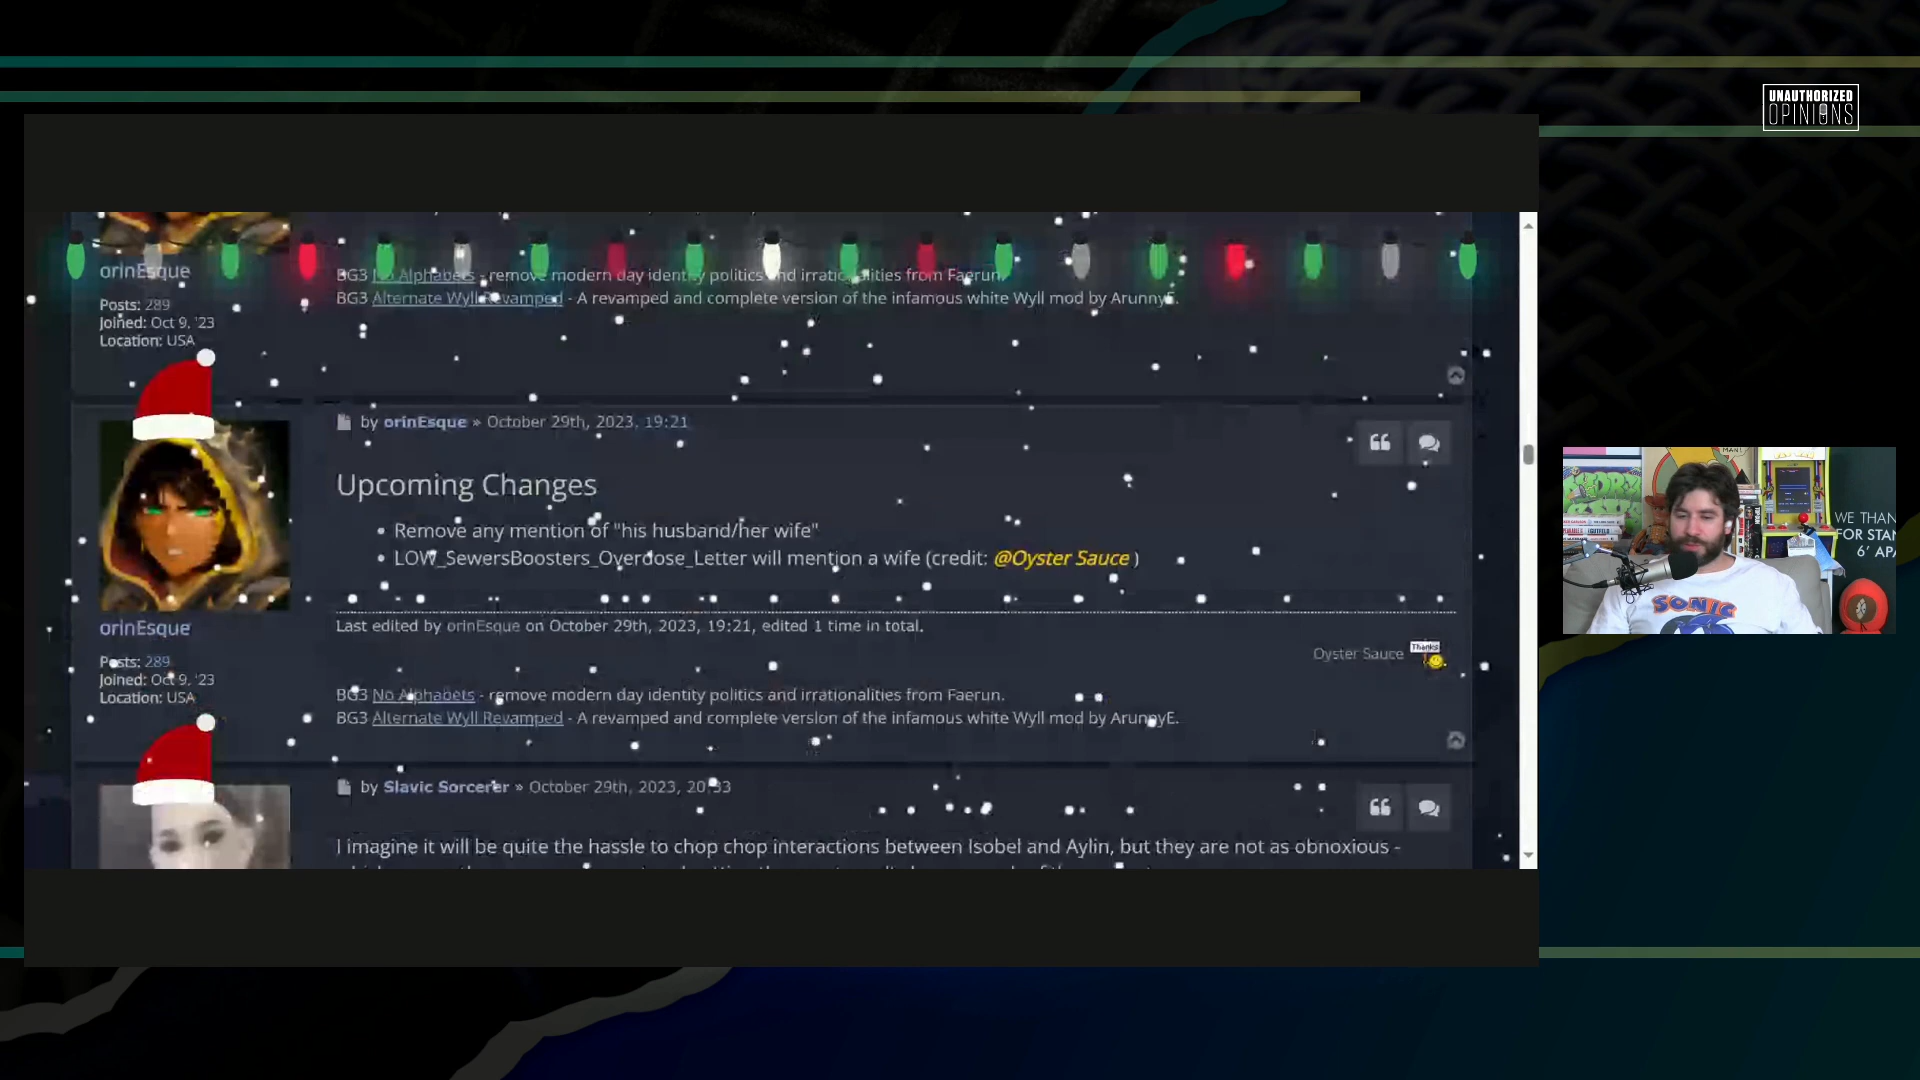 UNAUTHORIZED
OPINIONS
orinEsque
Posts: 289
Joined: Oct 9, '23
Location: USA
BG3 No Alphabets - remove modern day identity politics and irrationalities from Faerun.
BG3 Alternate Wyll Revamped - A revamped and complete version of the infamous white Wyll mod by ArunnyE.
by orinEsque » October 29th, 2023, 19:21
Upcoming Changes
• Remove any mention of "his husband/her wife"
• LOW_SewersBoosters_Overdose_Letter will mention a wife (credit: @Oyster Sauce )
Last edited by orinEsque on October 29th, 2023, 19:21, edited 1 time in total.
Oyster Sauce Thanks
orinEsque
Posts: 289
Joined: Oct 9, '23
Location: USA
BG3 No Alphabets - remove modern day identity politics and irrationalities from Faerun.
BG3 Alternate Wyll Revamped - A revamped and complete version of the infamous white Wyll mod by ArunnyE.
by Slavic Sorcerer » October 29th, 2023, 20:33
I imagine it will be quite the hassle to chop chop interactions between Isobel and Aylin, but they are not as obnoxious -
WE THAN
FOR STAN
6' APA
SONIC